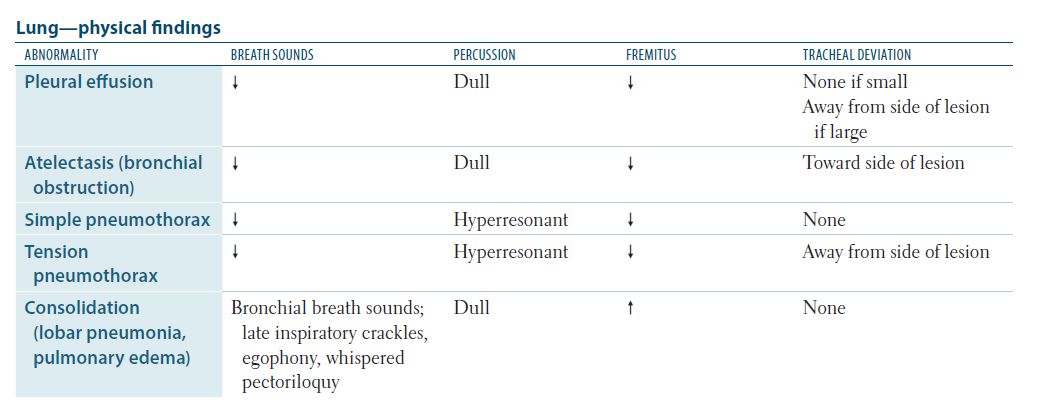 Lung—physical findings
ABNORMALITY BREATH SOUNDS PERCUSSION FREMITUS TRACHEAL DEVIATION
Pleural effusion ↓ Dull ↓ None if small
Away from side of lesion
if large
Atelectasis (bronchial ↓ Dull ↓ Toward side of lesion
obstruction)
Simple pneumothorax ↓ Hyperresonant ↓ None
Tension ↓ Hyperresonant ↓ Away from side of lesion
pneumothorax
Consolidation Bronchial breath sounds; Dull ↑ None
(lobar pneumonia, late inspiratory crackles,
pulmonary edema) egophony, whispered
pectoriloquy